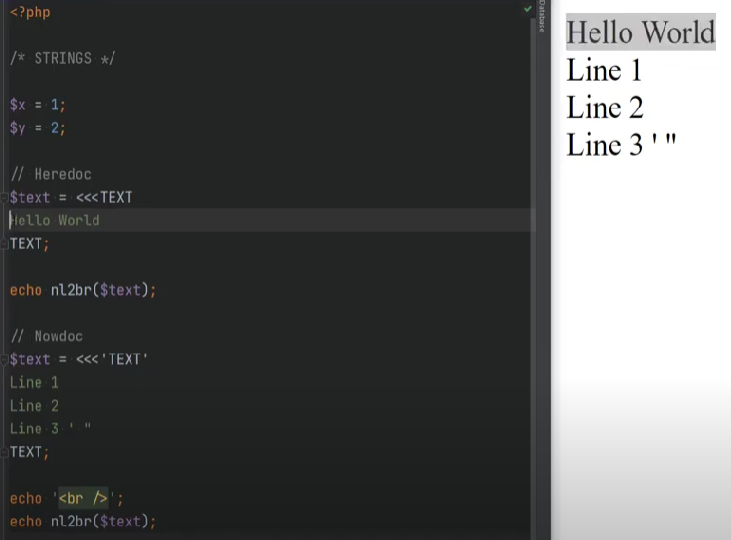 <?php
/* STRINGS */
$x = 1;
$y = 2;
// Heredoc
$text = <<<TEXT
Hello World
TEXT;
echo nl2br($text);
// Nowdoc
$text = <<<'TEXT'
Line 1
Line 2
Line 3 ' "
TEXT;
echo '<br />';
echo nl2br($text);
Database
Hello World
Line 1
Line 2
Line 3 ' "